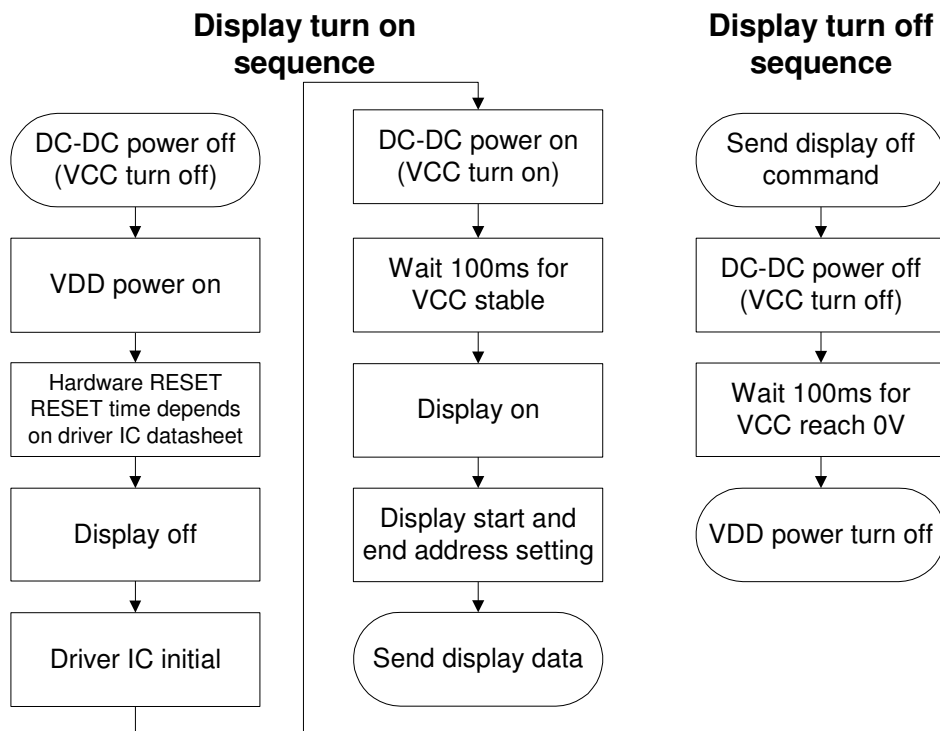 Display turn on
sequence
DC-DC power off
(VCC turn off)
VDD power on
Hardware RESET
RESET time depends
on driver IC datasheet
Display off
Driver IC initial
DC-DC power on
(VCC turn on)
Wait 100ms for
VCC stable
Display on
Display start and
end address setting
Send display data
Display turn off
sequence
Send display off
command
DC-DC power off
(VCC turn off)
Wait 100ms for
VCC reach 0V
VDD power turn off